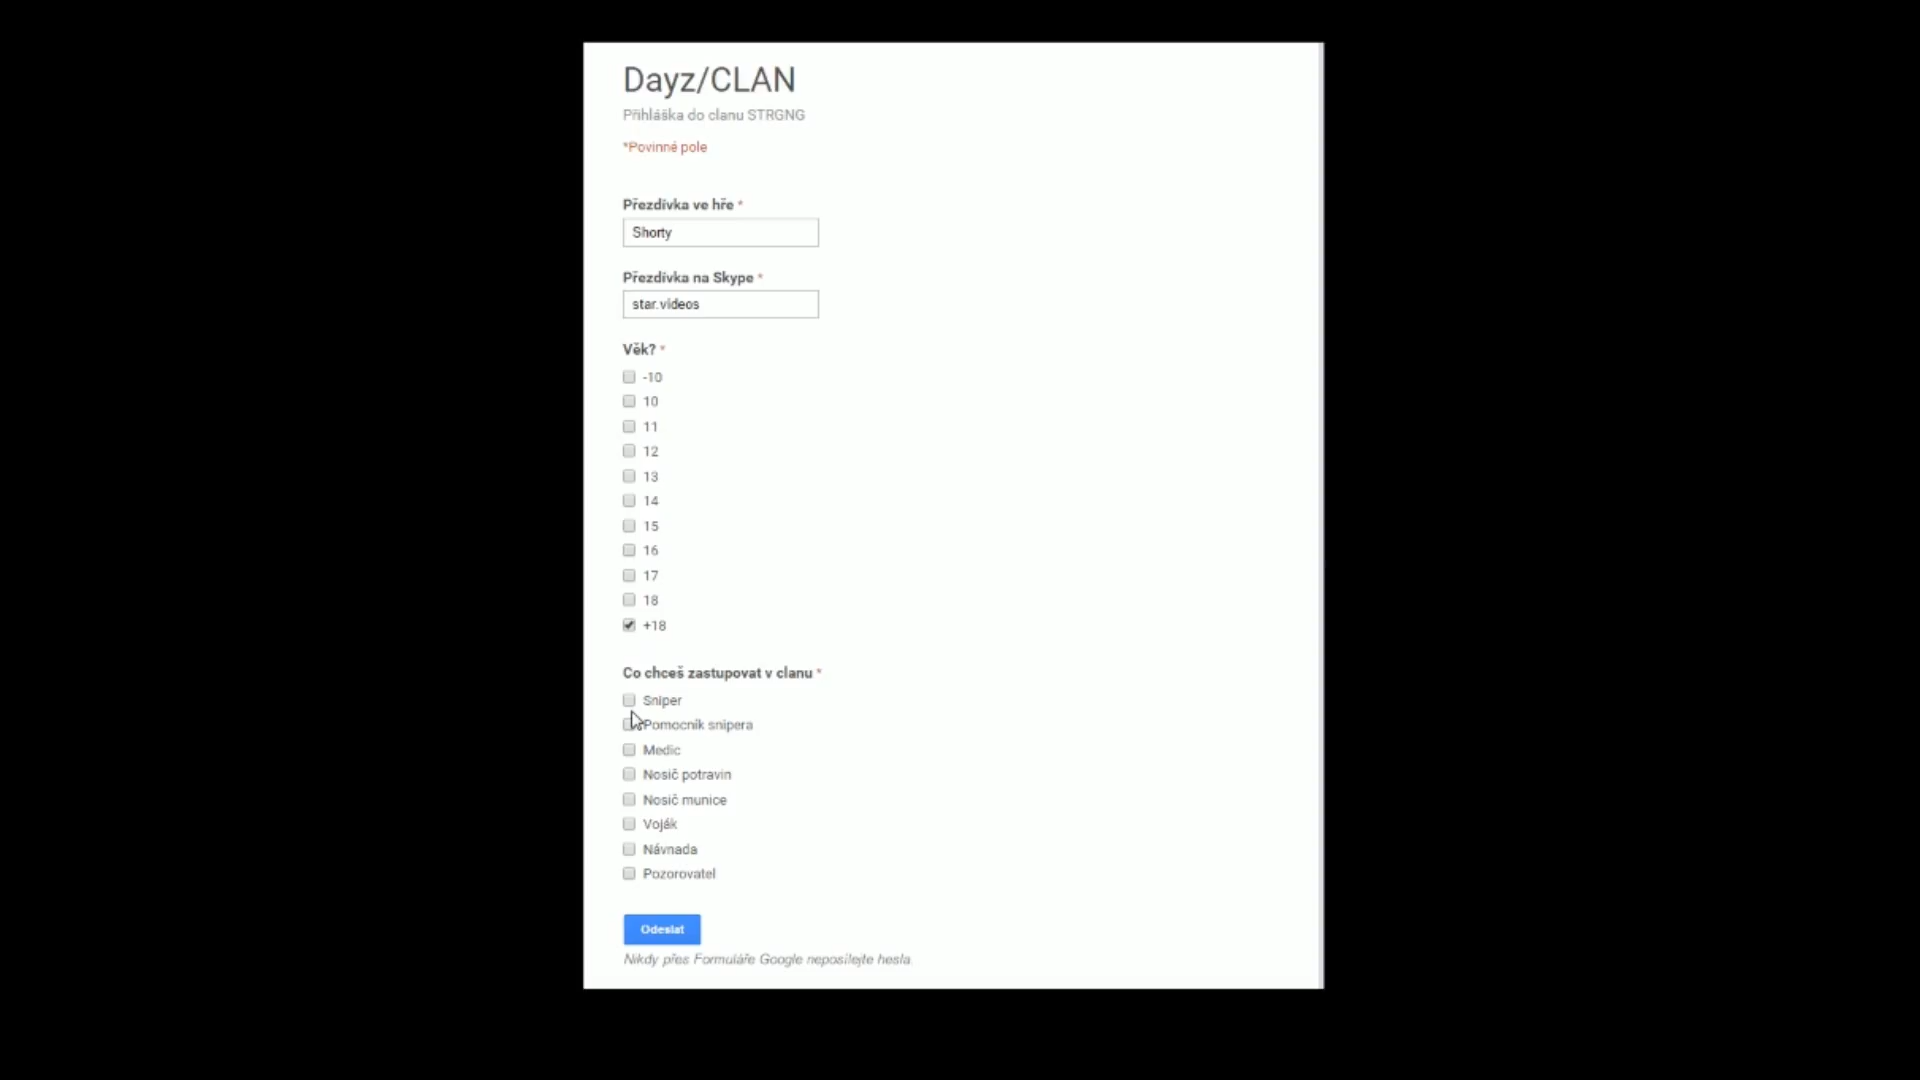 Dayz/CLAN
Přihláška do clanu STRGNG
*Povinné pole
Přezdívka ve hře *
Shorty
Přezdívka na Skype *
star.videos
Věk? *
-10
10
11
12
13
14
15
16
17
18
+18
Co chceš zastupovat v clanu *
Sniper
Pomocník snipera
Medic
Nosič potravin
Nosič munice
Voják
Návnada
Pozorovatel
Odeslat
Nikdy přes Formuláře Google neposílejte hesla.